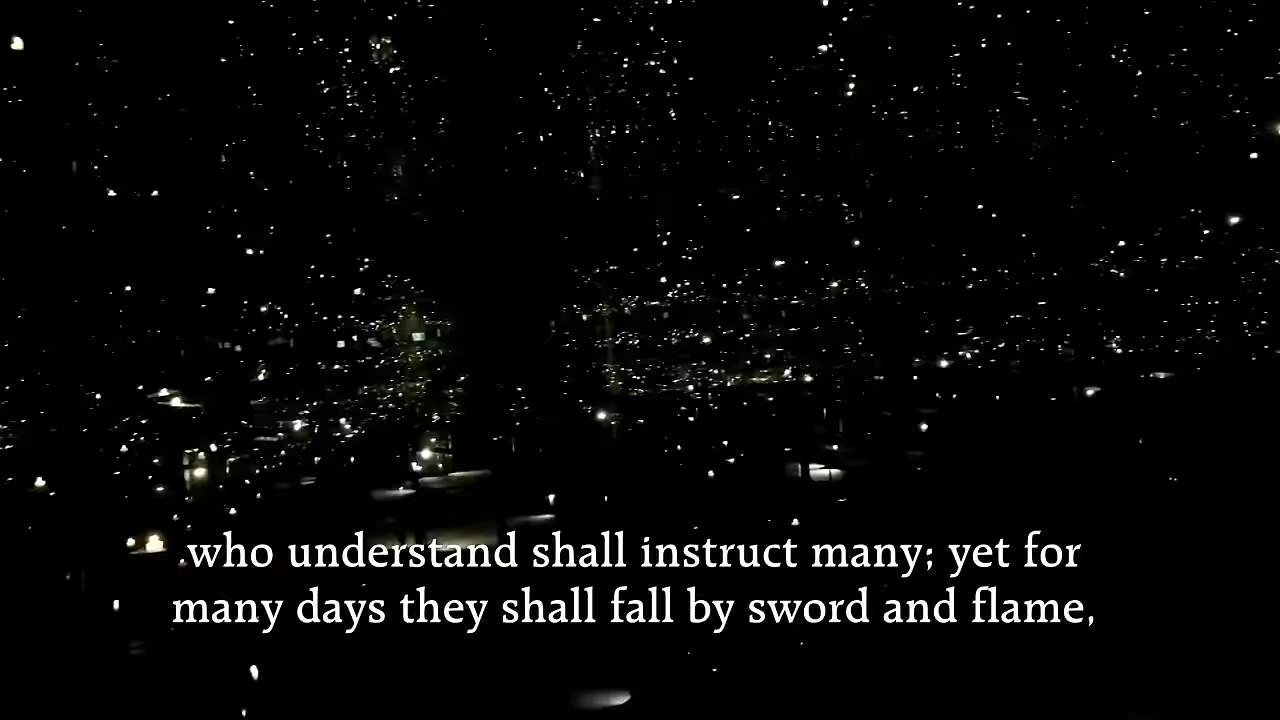 who understand shall instruct many; yet for
many days they shall fall by sword and flame,